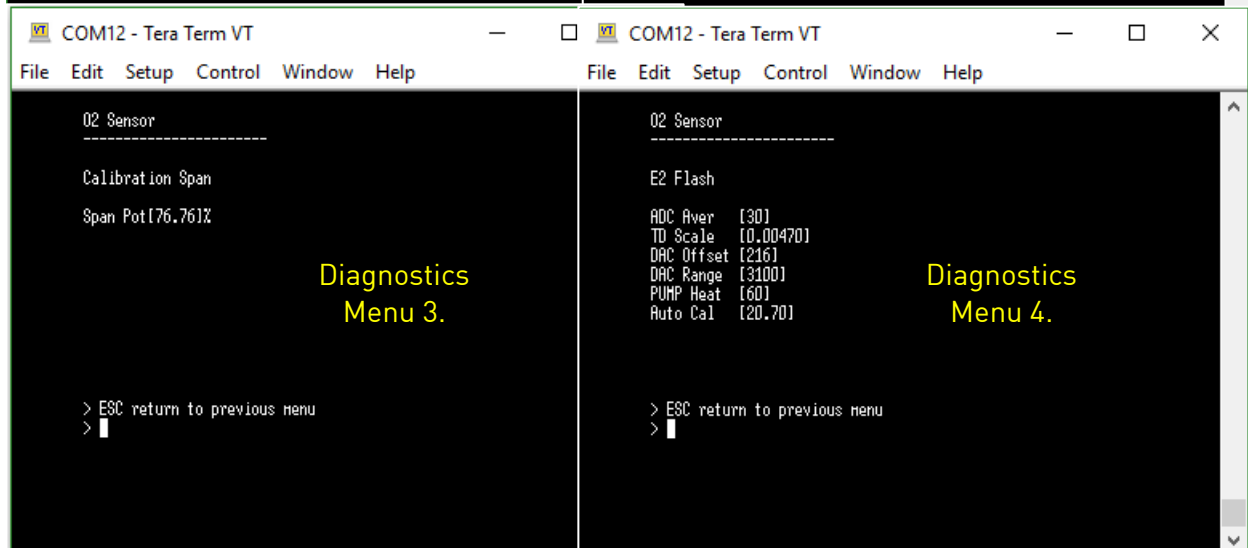 COM12 - Tera Term VT
File Edit Setup Control Window Help
O2 Sensor
-----------------------
Calibration Span
Span Pot[76.76]%
Diagnostics
Menu 3.
> ESC return to previous menu
>
COM12 - Tera Term VT
File Edit Setup Control Window Help
O2 Sensor
-----------------------
E2 Flash
ADC Aver [30]
TD Scale [0.00470]
DAC Offset [216]
DAC Range [3100]
PUMP Heat [60]
Auto Cal [20.70]
Diagnostics
Menu 4.
> ESC return to previous menu
>